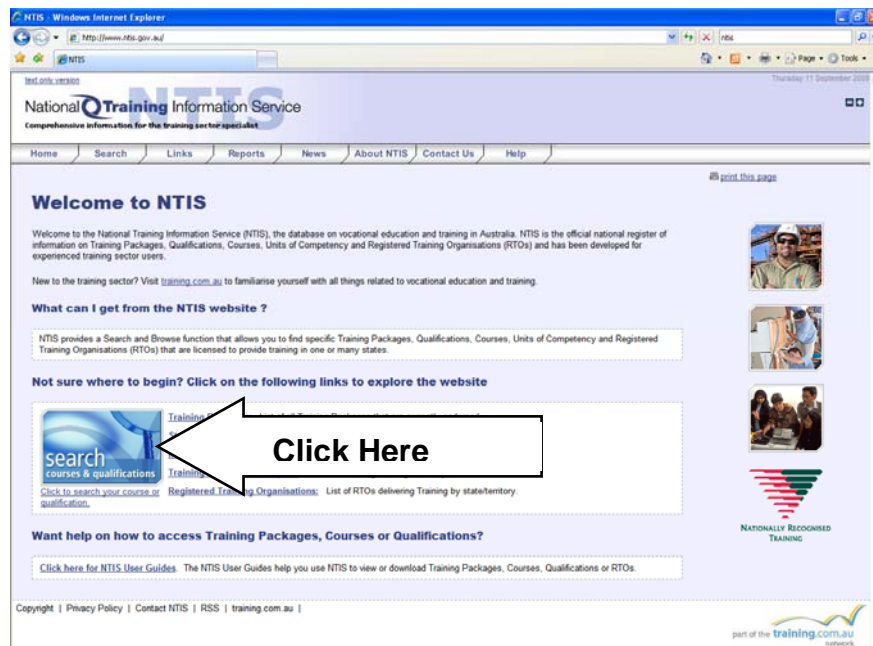 NTIS - Windows Internet Explorer
http://www.ntis.gov.au/
ntis
NTIS
Page
Tools
text only version
Thursday 11 September 2008
NTIS
National Training Information Service
Comprehensive information for the training sector specialist
Home Search Links Reports News About NTIS Contact Us Help
print this page
Welcome to NTIS
Welcome to the National Training Information Service (NTIS), the database on vocational education and training in Australia. NTIS is the official national register of
information on Training Packages, Qualifications, Courses, Units of Competency and Registered Training Organisations (RTOs) and has been developed for
experienced training sector users.
New to the training sector? Visit training.com.au to familiarise yourself with all things related to vocational education and training.
What can I get from the NTIS website ?
NTIS provides a Search and Browse function that allows you to find specific Training Packages, Qualifications, Courses, Units of Competency and Registered
Training Organisations (RTOs) that are licensed to provide training in one or many states.
Not sure where to begin? Click on the following links to explore the website
Training
Click Here
search
courses & qualifications
Training
Click to search your course or
qualification.
Registered Training Organisations: List of RTOs delivering Training by state/territory.
NATIONALLY RECOGNISED
TRAINING
Want help on how to access Training Packages, Courses or Qualifications?
Click here for NTIS User Guides. The NTIS User Guides help you use NTIS to view or download Training Packages, Courses, Qualifications or RTOs.
Copyright | Privacy Policy | Contact NTIS | RSS | training.com.au |
part of the training.com.au
network